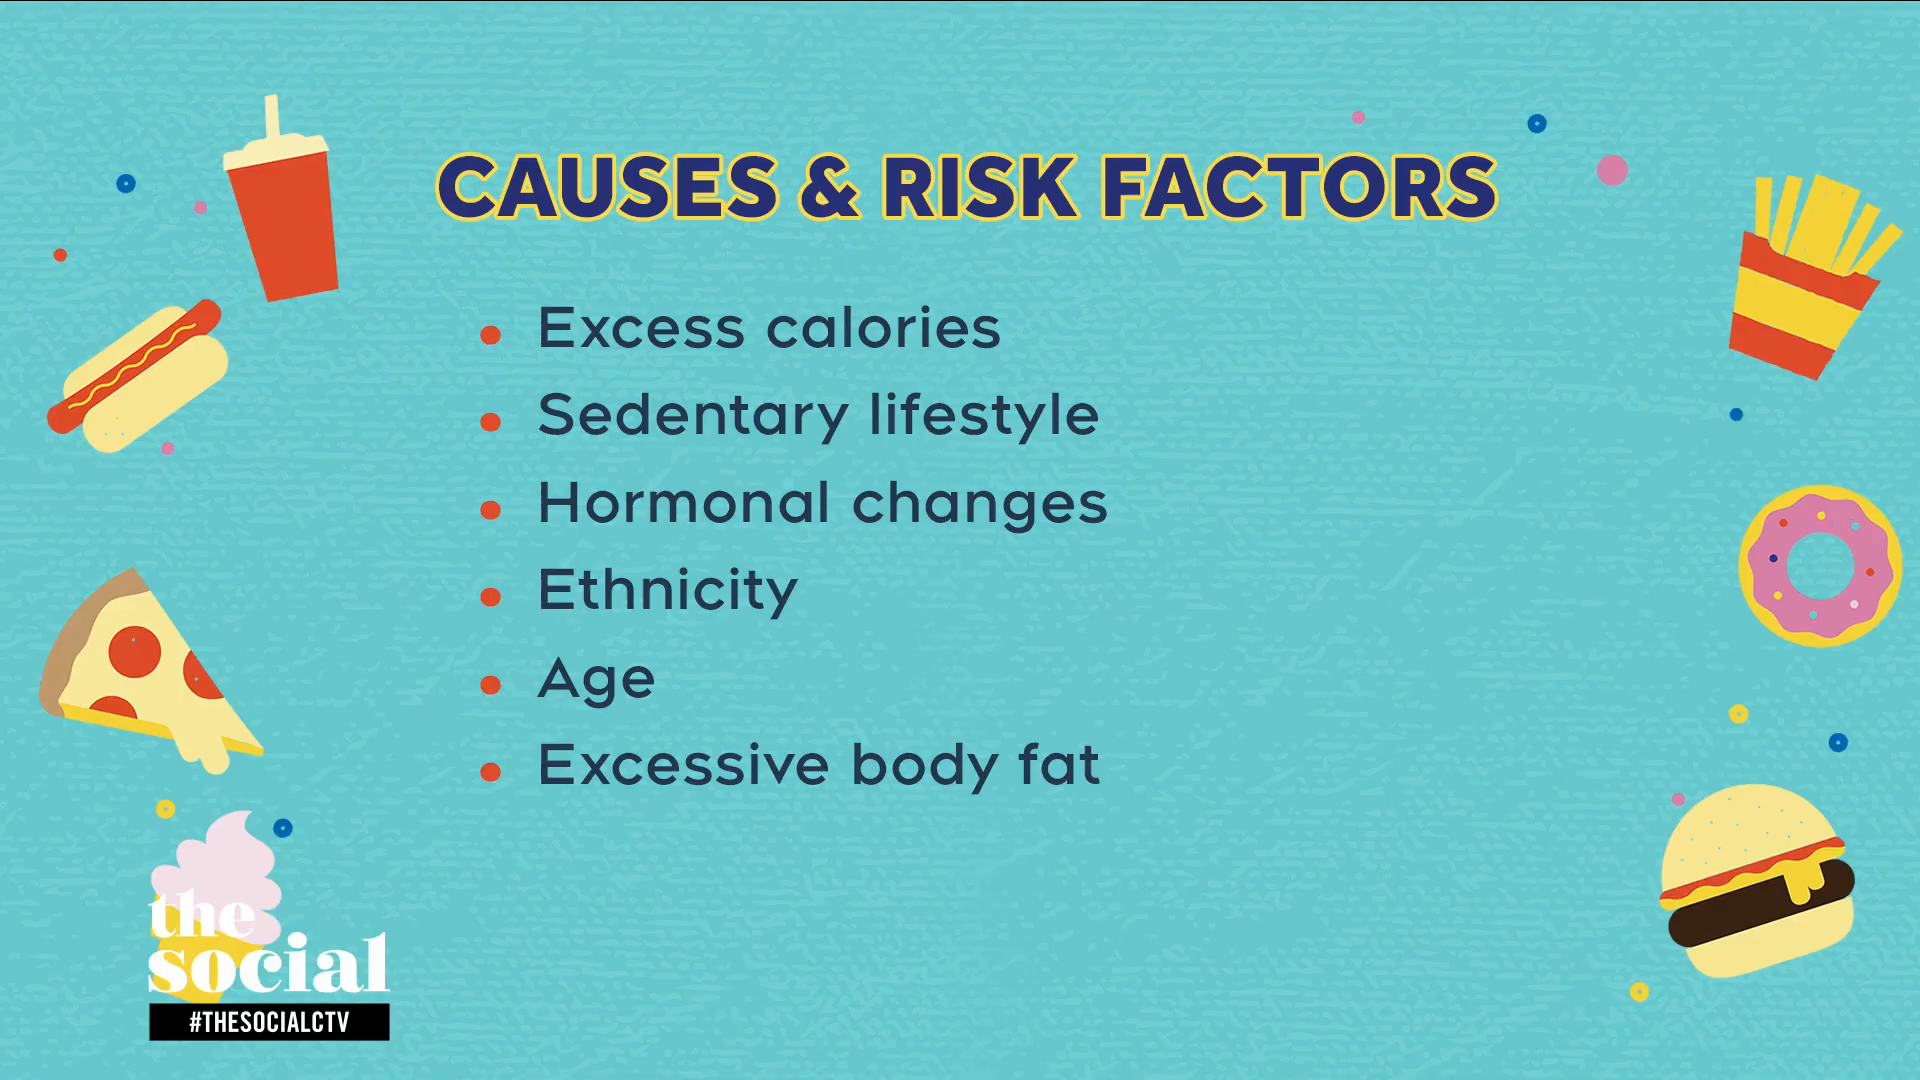 CAUSES & RISK FACTORS
Excess calories
Sedentary lifestyle
Hormonal changes
Ethnicity
Age
Excessive body fat
the
social
#THESOCIALCTV